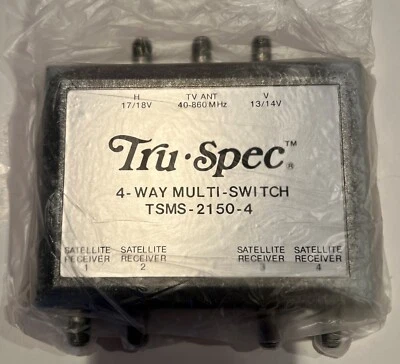 H TV ANT V
17/18V 40-860 MHz 13/14V
Tru·Spec™®
4-WAY MULTI-SWITCH
TSMS-2150-4
SATELLITE SATELLITE SATELLITE SATELLITE
RECEIVER RECEIVER RECEIVER RECEIVER
1 2 3 4